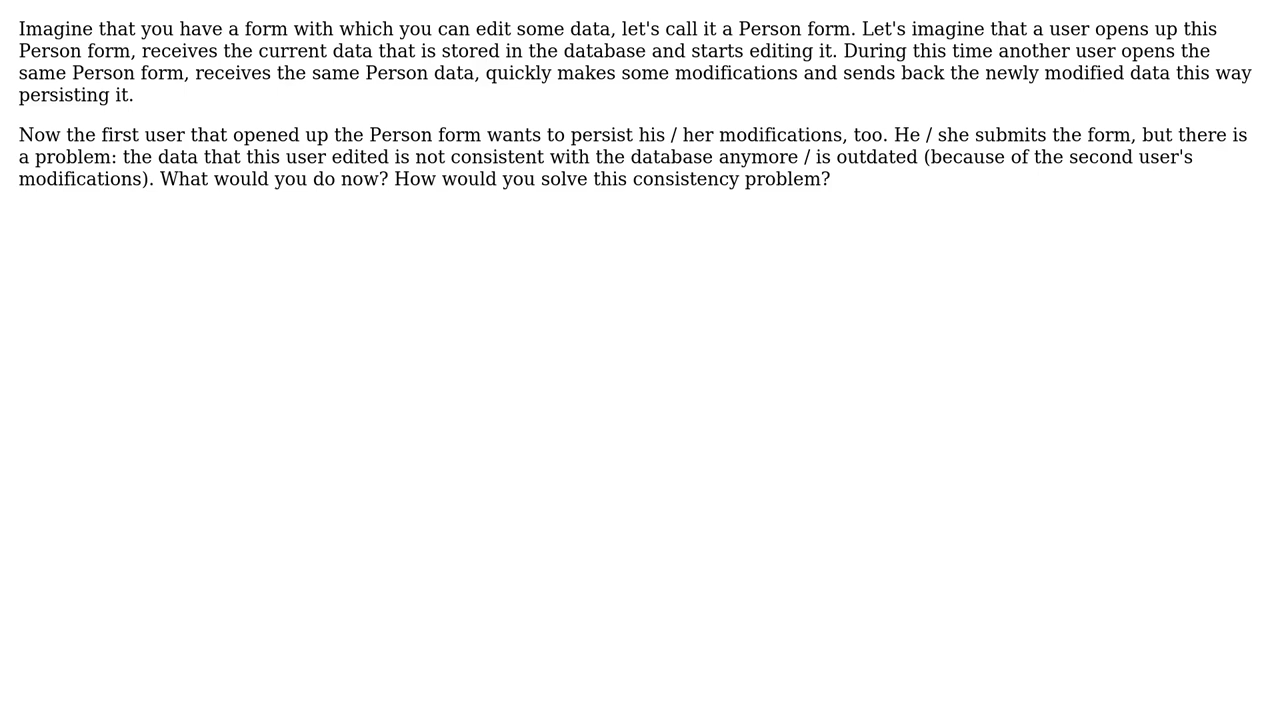 Imagine that you have a form with which you can edit some data, let's call it a Person form. Let's imagine that a user opens up this
Person form, receives the current data that is stored in the database and starts editing it. During this time another user opens the
same Person form, receives the same Person data, quickly makes some modifications and sends back the newly modified data this way
persisting it.
Now the first user that opened up the Person form wants to persist his / her modifications, too. He / she submits the form, but there is
a problem: the data that this user edited is not consistent with the database anymore / is outdated (because of the second user's
modifications). What would you do now? How would you solve this consistency problem?